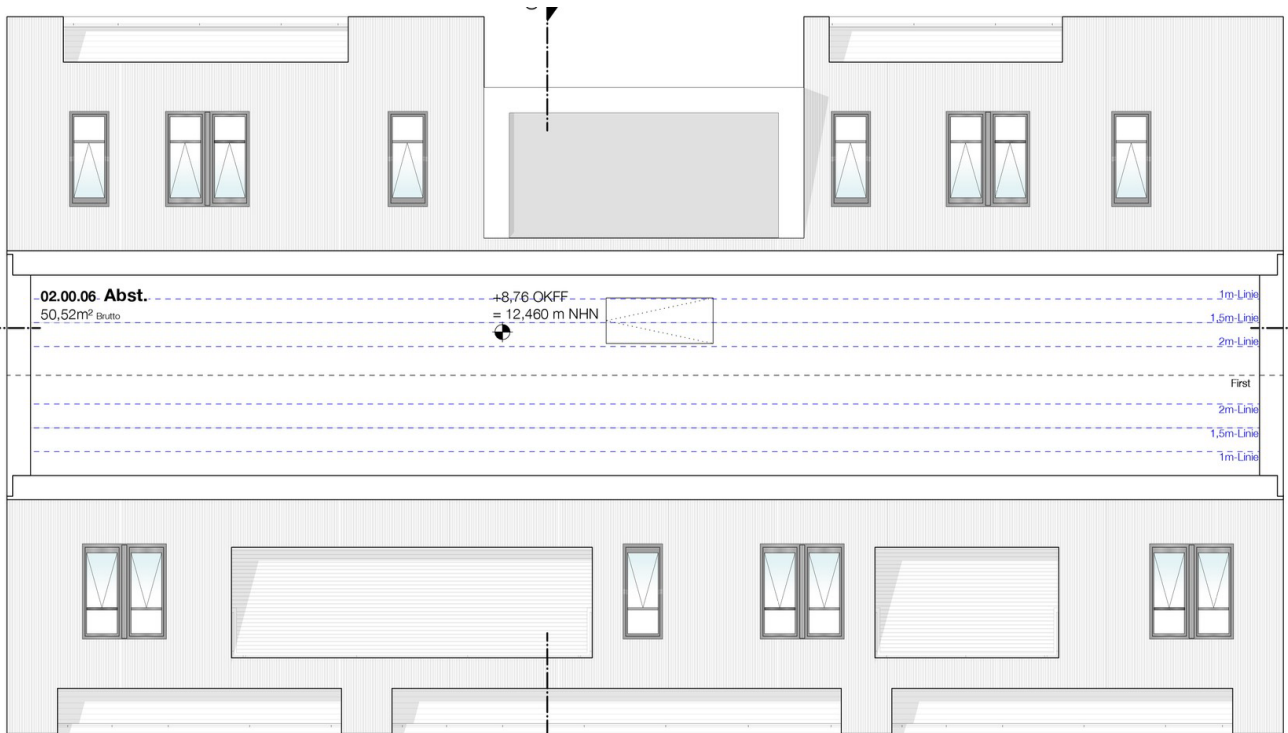 02.00.06 Abst.
50,52m² Brutto
+8,76 OKFF
= 12,460 m NHN
1m-Linie
1,5m-Linie
2m-Linie
First
2m-Linie
1,5m-Linie
1m-Linie